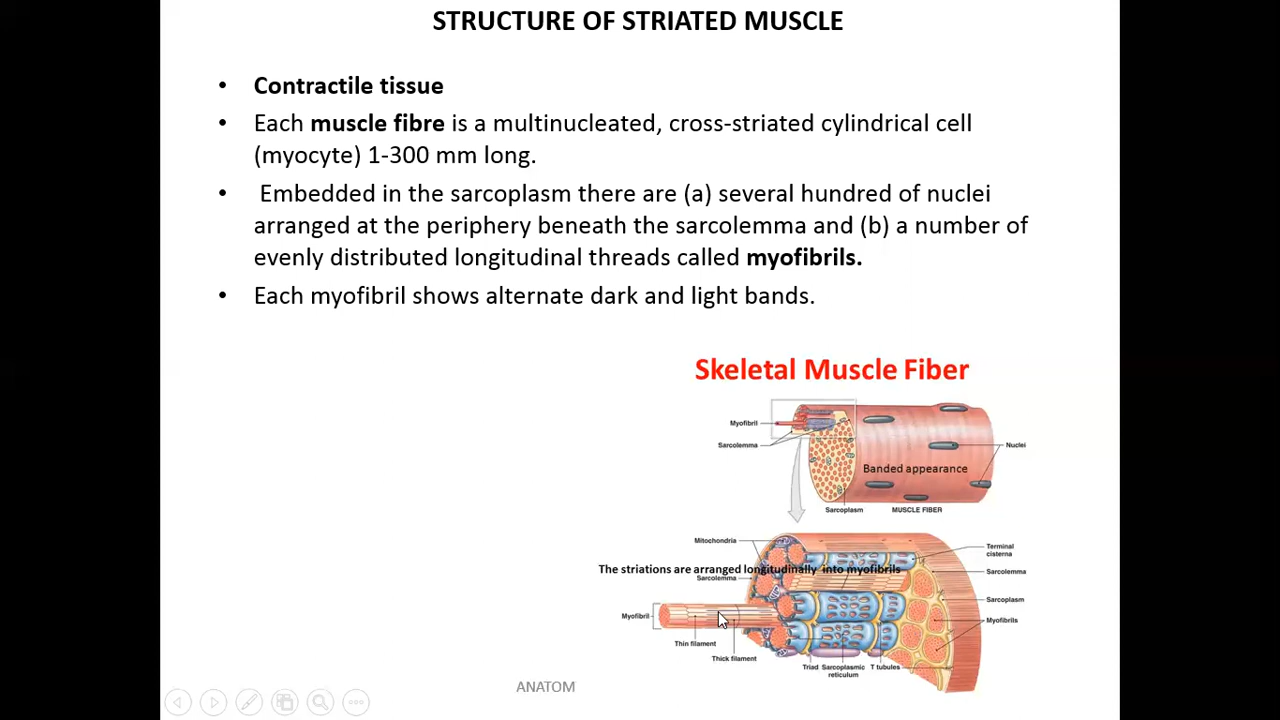 STRUCTURE OF STRIATED MUSCLE
• Contractile tissue
• Each muscle fibre is a multinucleated, cross-striated cylindrical cell
(myocyte) 1-300 mm long.
• Embedded in the sarcoplasm there are (a) several hundred of nuclei
arranged at the periphery beneath the sarcolemma and (b) a number of
evenly distributed longitudinal threads called myofibrils.
• Each myofibril shows alternate dark and light bands.
Skeletal Muscle Fiber
Myofibril
Sarcolemma
Nuclei
Banded appearance
Sarcoplasm
MUSCLE FIBER
Mitochondria
Terminal
cisterna
The striations are arranged longitudinally into myofibrils
Sarcolemma
Sarcolemma
Sarcoplasm
Myofibril
Myofibrils
Thin filament
Thick filament
Triad
Sarcoplasmic
reticulum
T tubules
ANATOM